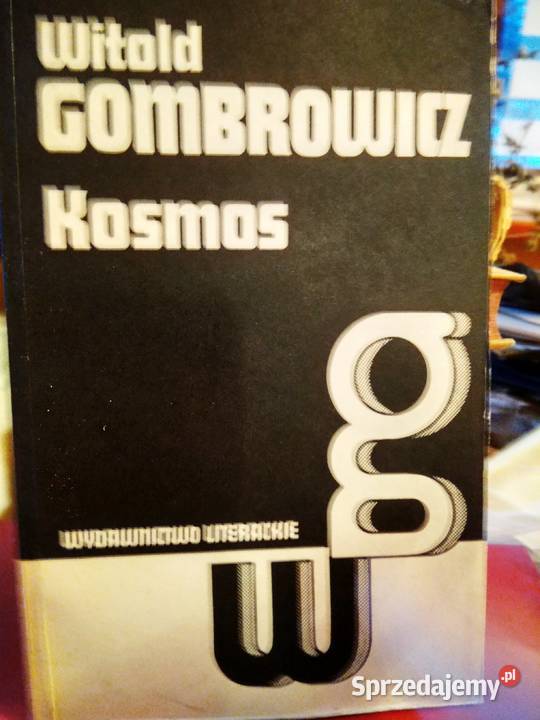 Witold
GOMBROWICZ
Kosmos
g
WYDAWNICTWO LITERACKIE
w
Sprzedajemy.pl